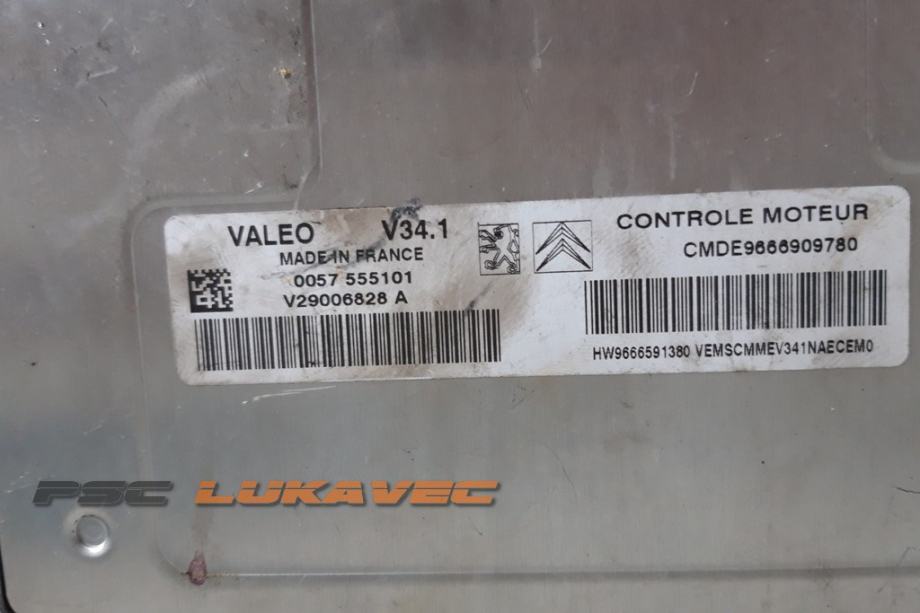 VALEO V34.1
MADE IN FRANCE
0057 555101
V29006828 A
CONTROLE MOTEUR
CMDE9666909780
HW9666591380 VEMSCMMEV341NAECEM0
PSC LUKAVEC